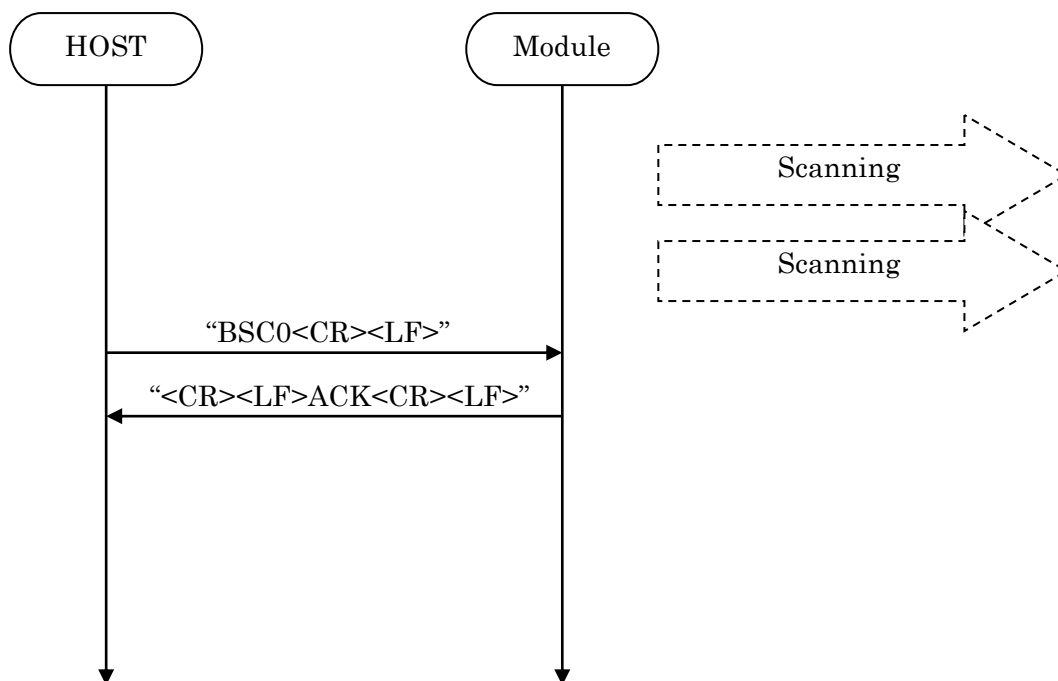 HOST
Module
Scanning
Scanning
“BSC0<CR><LF>”
“<CR><LF>ACK<CR><LF>”